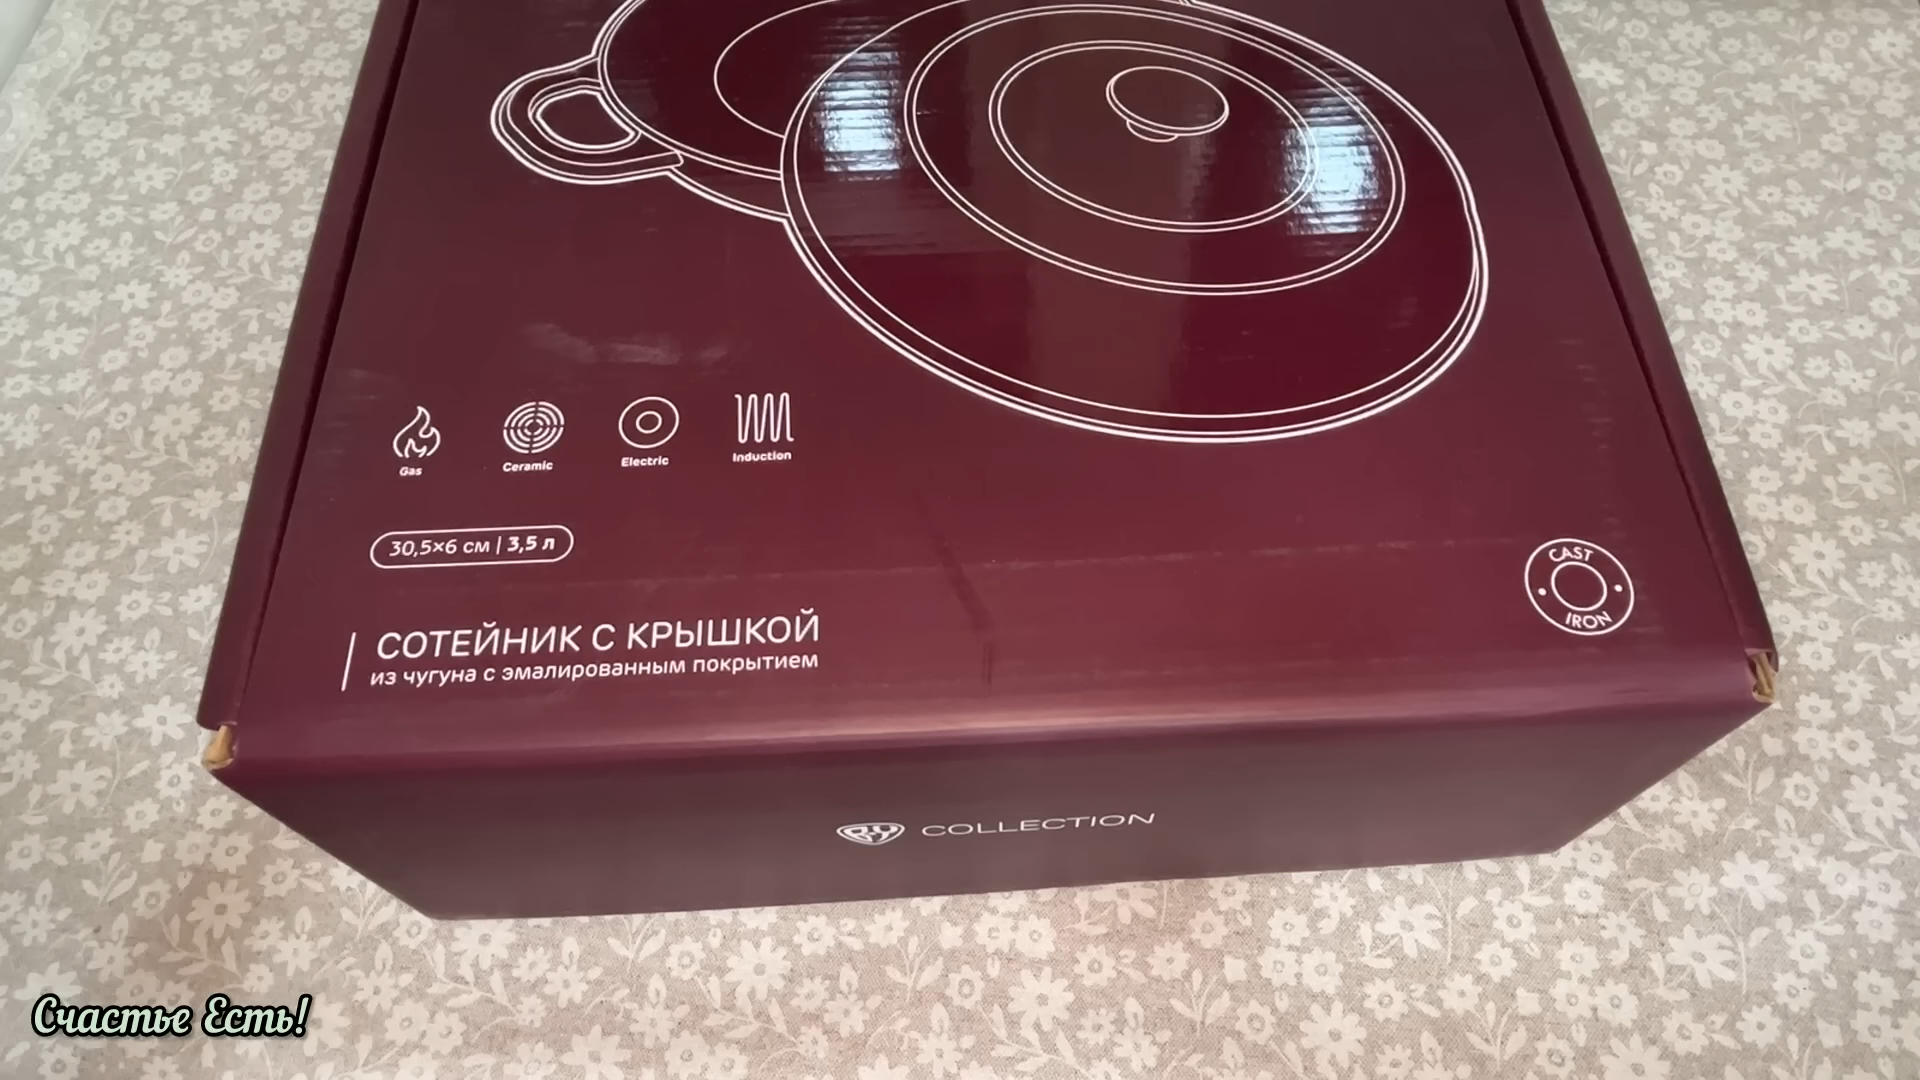 Gas
Ceramic
Electric
Induction
30,5×6 см | 3,5 л
СОТЕЙНИК С КРЫШКОЙ
из чугуна с эмалированным покрытием
CAST
IRON
BY COLLECTION
Счастье Есть!